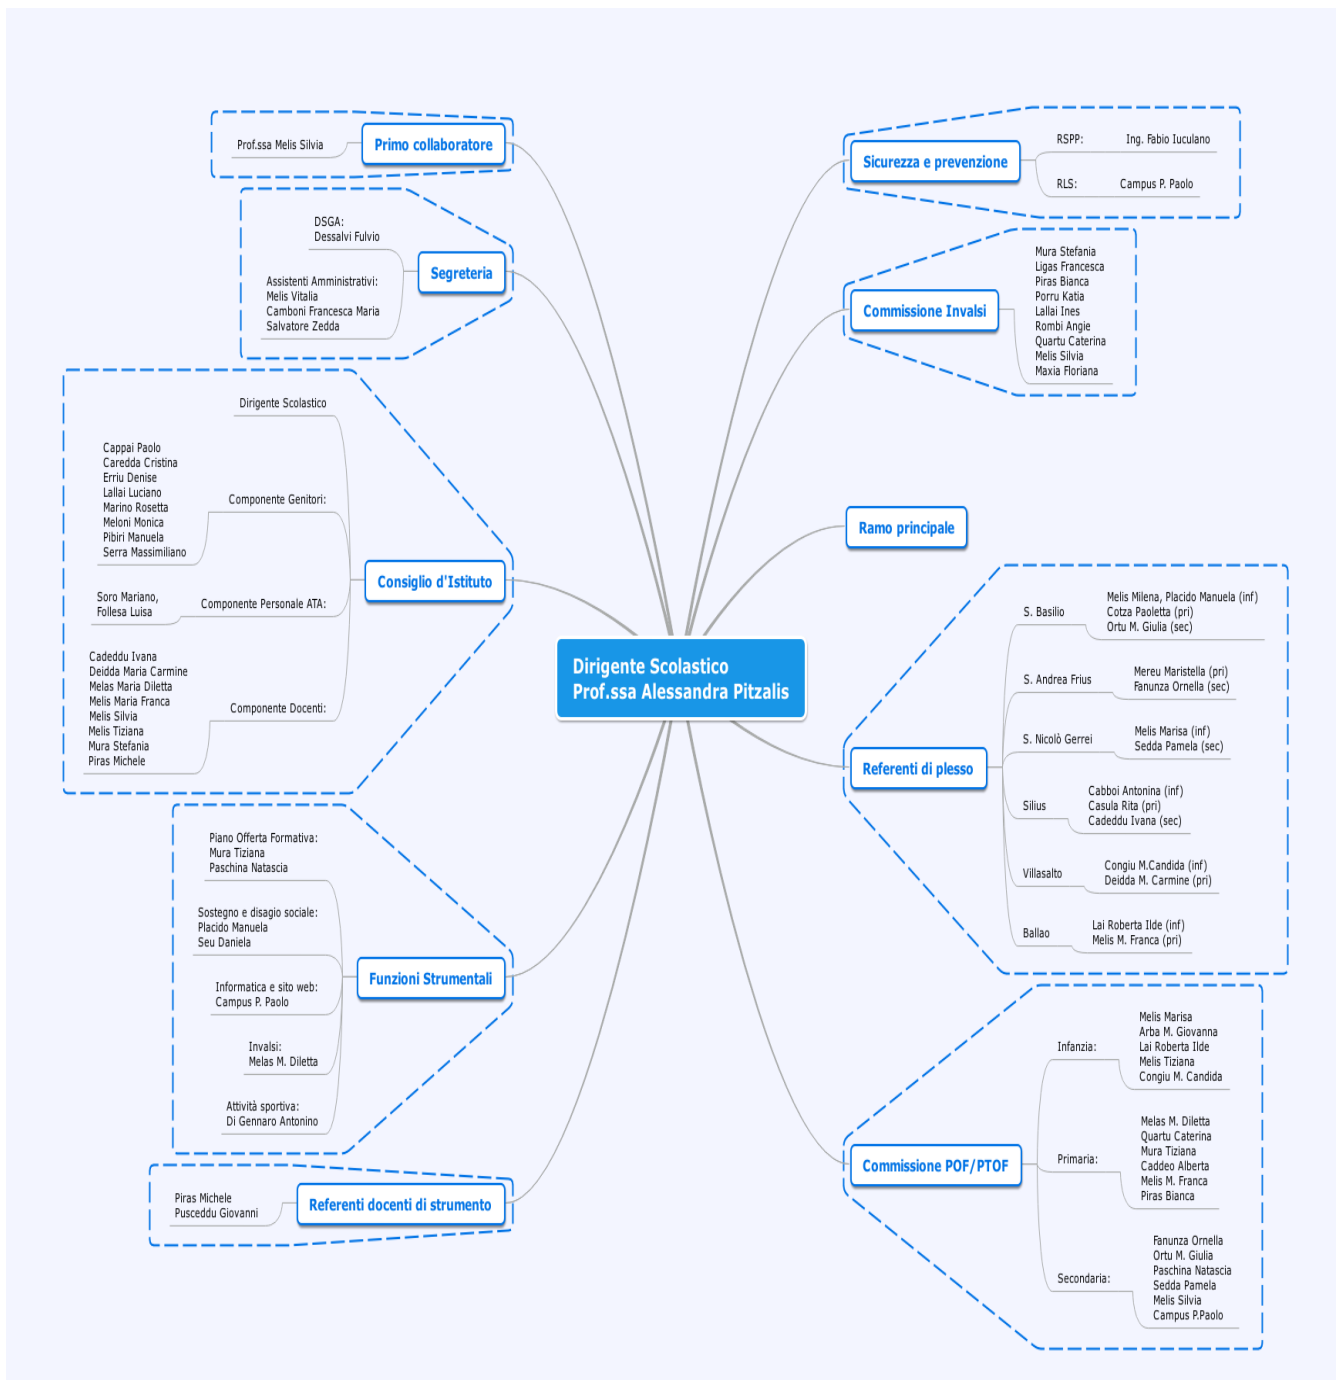 Dirigente Scolastico
Prof.ssa Alessandra Pitzalis
Primo collaboratore
Prof.ssa Melis Silvia
Segreteria
DSGA:
Dessalvi Fulvio
Assistenti Amministrativi:
Melis Vitalia
Camboni Francesca Maria
Salvatore Zedda
Consiglio d'Istituto
Dirigente Scolastico
Componente Genitori:
Cappai Paolo
Caredda Cristina
Erriu Denise
Lallai Luciano
Marino Rosetta
Meloni Monica
Pibiri Manuela
Serra Massimiliano
Componente Personale ATA:
Soro Mariano,
Follesa Luisa
Componente Docenti:
Cadeddu Ivana
Deidda Maria Carmine
Melas Maria Diletta
Melis Maria Franca
Melis Silvia
Melis Tiziana
Mura Stefania
Piras Michele
Funzioni Strumentali
Piano Offerta Formativa:
Mura Tiziana
Paschina Natascia
Sostegno e disagio sociale:
Placido Manuela
Seu Daniela
Informatica e sito web:
Campus P. Paolo
Invalsi:
Melas M. Diletta
Attività sportiva:
Di Gennaro Antonino
Referenti docenti di strumento
Piras Michele
Pusceddu Giovanni
Sicurezza e prevenzione
RSPP: Ing. Fabio Iuculano
RLS: Campus P. Paolo
Commissione Invalsi
Mura Stefania
Ligas Francesca
Piras Bianca
Porru Katia
Lallai Ines
Rombi Angie
Quartu Caterina
Melis Silvia
Maxia Floriana
Ramo principale
Referenti di plesso
S. Basilio
Melis Milena, Placido Manuela (inf)
Cotza Paoletta (pri)
Ortu M. Giulia (sec)
S. Andrea Frius
Mereu Maristella (pri)
Fanunza Ornella (sec)
S. Nicolò Gerrei
Melis Marisa (inf)
Sedda Pamela (sec)
Silius
Cabboi Antonina (inf)
Casula Rita (pri)
Cadeddu Ivana (sec)
Villasalto
Congiu M.Candida (inf)
Deidda M. Carmine (pri)
Ballao
Lai Roberta Ilde (inf)
Melis M. Franca (pri)
Commissione POF/PTOF
Infanzia:
Melis Marisa
Arba M. Giovanna
Lai Roberta Ilde
Melis Tiziana
Congiu M. Candida
Primaria:
Melas M. Diletta
Quartu Caterina
Mura Tiziana
Caddeo Alberta
Melis M. Franca
Piras Bianca
Secondaria:
Fanunza Ornella
Ortu M. Giulia
Paschina Natascia
Sedda Pamela
Melis Silvia
Campus P.Paolo